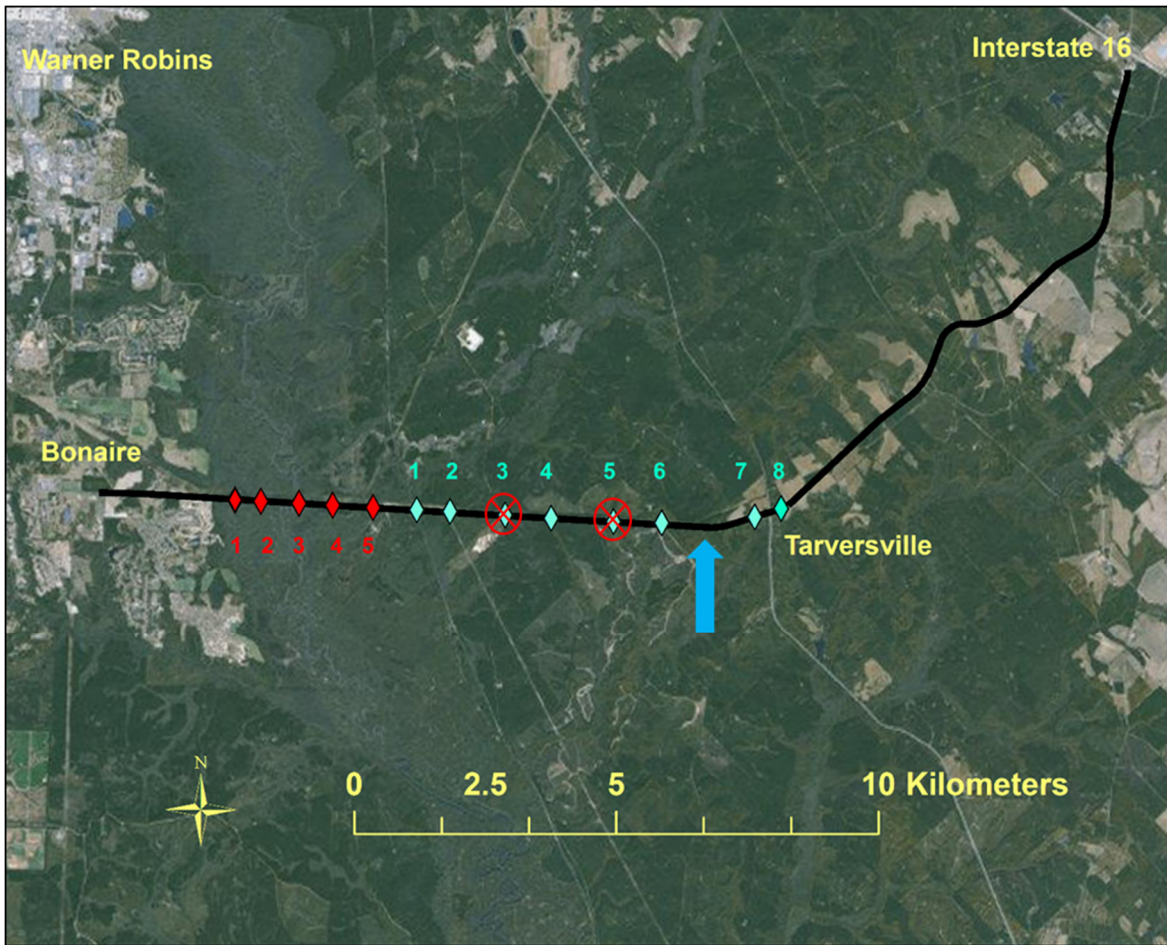 Warner Robins
Interstate 16
Bonaire
1 2 3 4 5 6 7 8
1 2 3 4 5
Tarversville
N
0 2.5 5 10 Kilometers